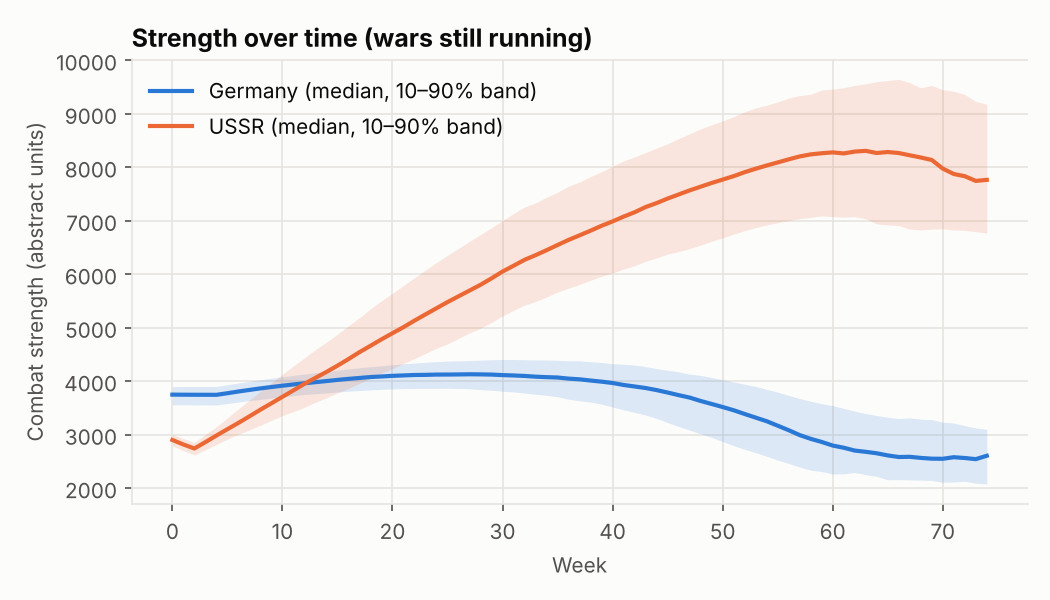 Strength over time (wars still running)
Germany (median, 10–90% band)
USSR (median, 10–90% band)
Combat strength (abstract units)
10000
9000
8000
7000
6000
5000
4000
3000
2000
0 10 20 30 40 50 60 70
Week